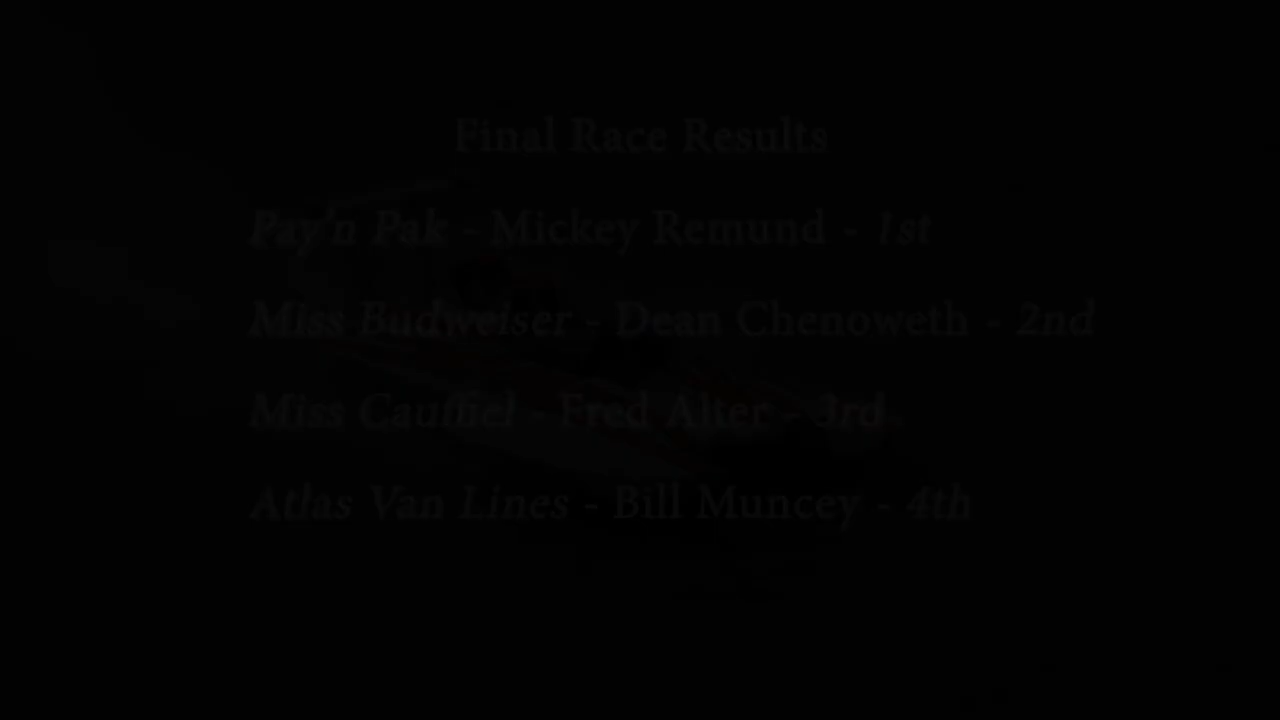 Final Race Results
Pay'n Pak - Mickey Remund - 1st
Miss Budweiser - Dean Chenoweth - 2nd
Miss Cauffiel - Fred Alter - 3rd
Atlas Van Lines - Bill Muncey - 4th